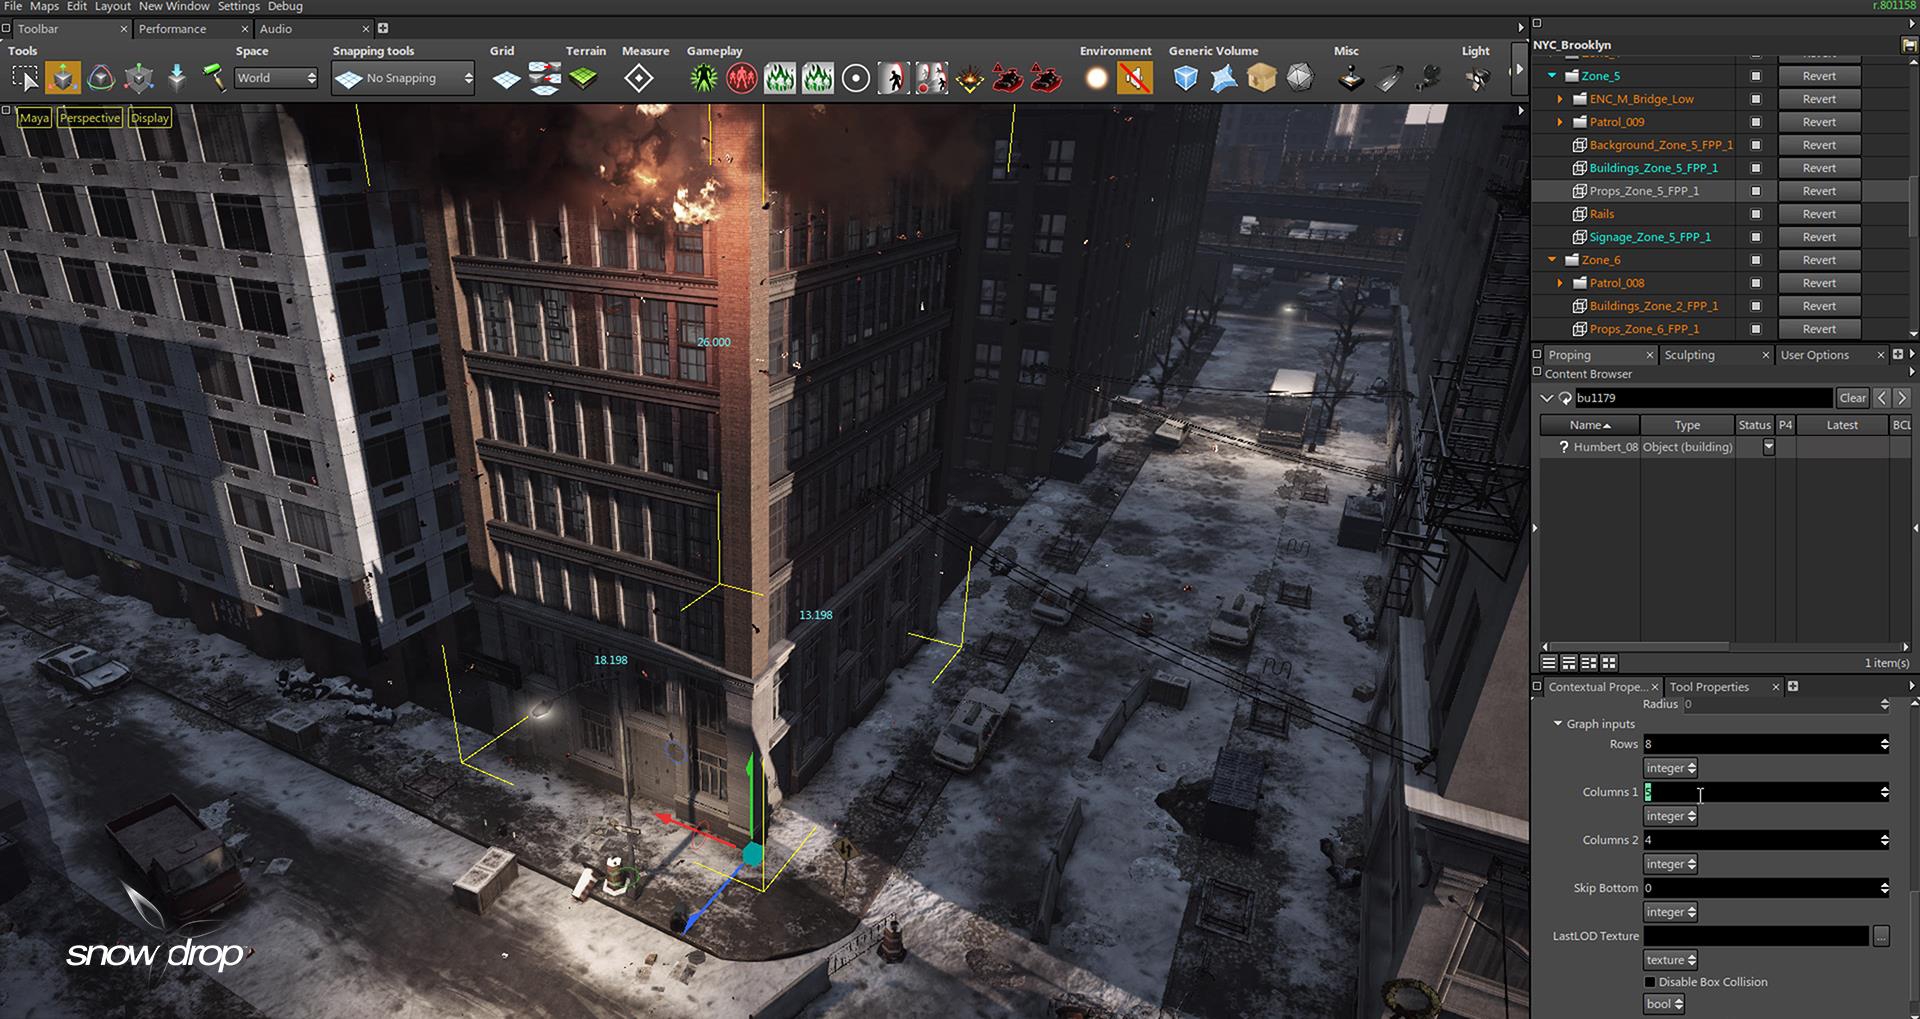 File Maps Edit Layout New Window Settings Debug r.801158
Toolbar Performance Audio
Tools Space Snapping tools Grid Terrain Measure Gameplay Environment Generic Volume Misc Light
World No Snapping
Maya Perspective Display
26.000
13.198
18.198
snow drop
NYC_Brooklyn
Zone_5 Revert
ENC_M_Bridge_Low Revert
Patrol_009 Revert
Background_Zone_5_FPP_1 Revert
Buildings_Zone_5_FPP_1 Revert
Props_Zone_5_FPP_1 Revert
Rails Revert
Signage_Zone_5_FPP_1 Revert
Zone_6 Revert
Patrol_008 Revert
Buildings_Zone_2_FPP_1 Revert
Props_Zone_6_FPP_1 Revert
Proping Sculpting User Options
Content Browser
bu1179 Clear
Name Type Status P4 Latest BCL
? Humbert_08 Object (building)
1 item(s)
Contextual Prope... Tool Properties
Radius 0
Graph inputs
Rows 8
integer
Columns 1 5
integer
Columns 2 4
integer
Skip Bottom 0
integer
LastLOD Texture ...
texture
Disable Box Collision
bool